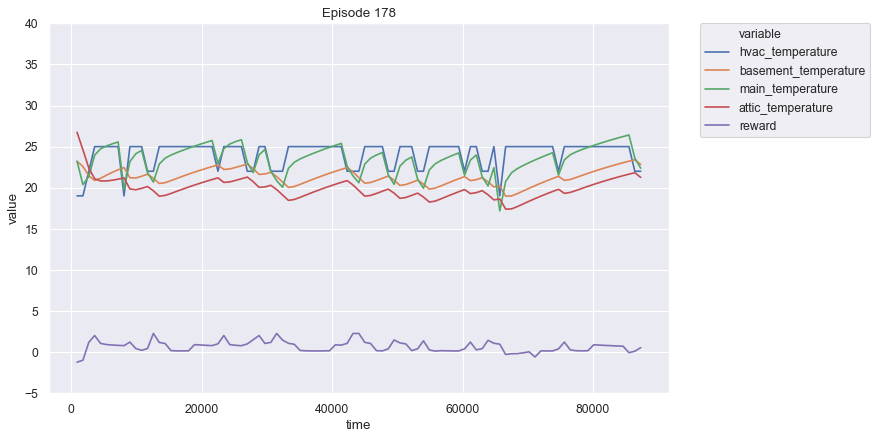 Episode 178
value
40
35
30
25
20
15
10
5
0
−5
0
20000
40000
60000
80000
time
variable
hvac_temperature
basement_temperature
main_temperature
attic_temperature
reward